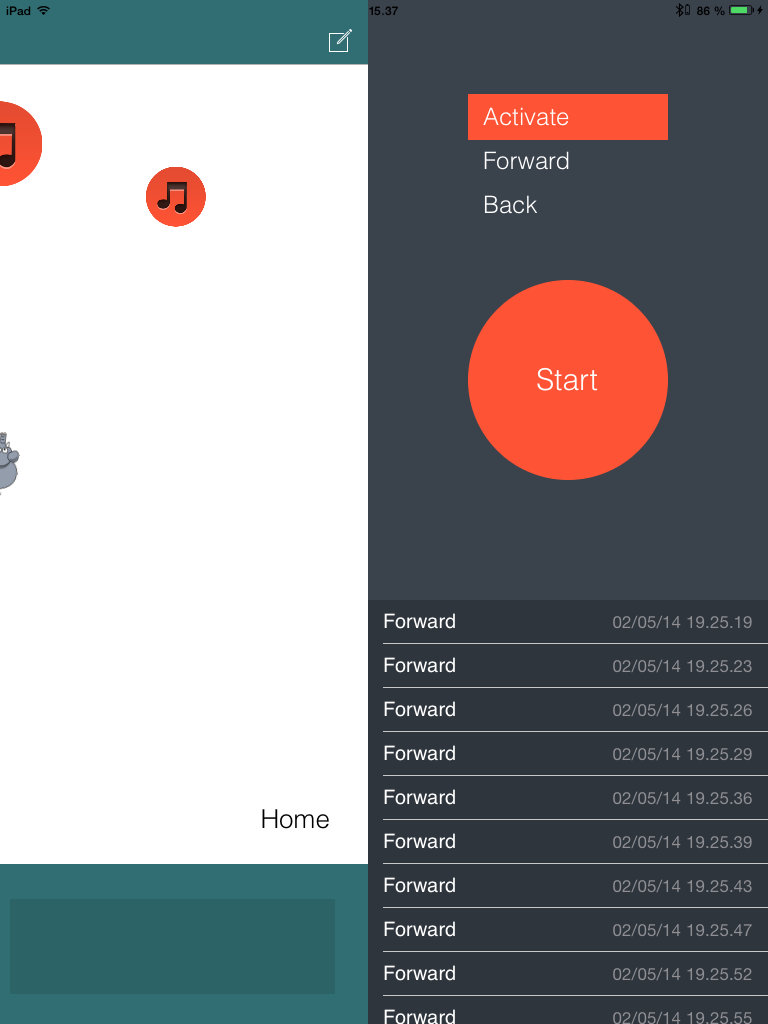 iPad 15.37 86 %
Activate
Forward
Back
Start
Forward 02/05/14 19.25.19
Forward 02/05/14 19.25.23
Forward 02/05/14 19.25.26
Forward 02/05/14 19.25.29
Forward 02/05/14 19.25.36
Forward 02/05/14 19.25.39
Forward 02/05/14 19.25.43
Forward 02/05/14 19.25.47
Forward 02/05/14 19.25.52
Forward 02/05/14 19.25.55
Home